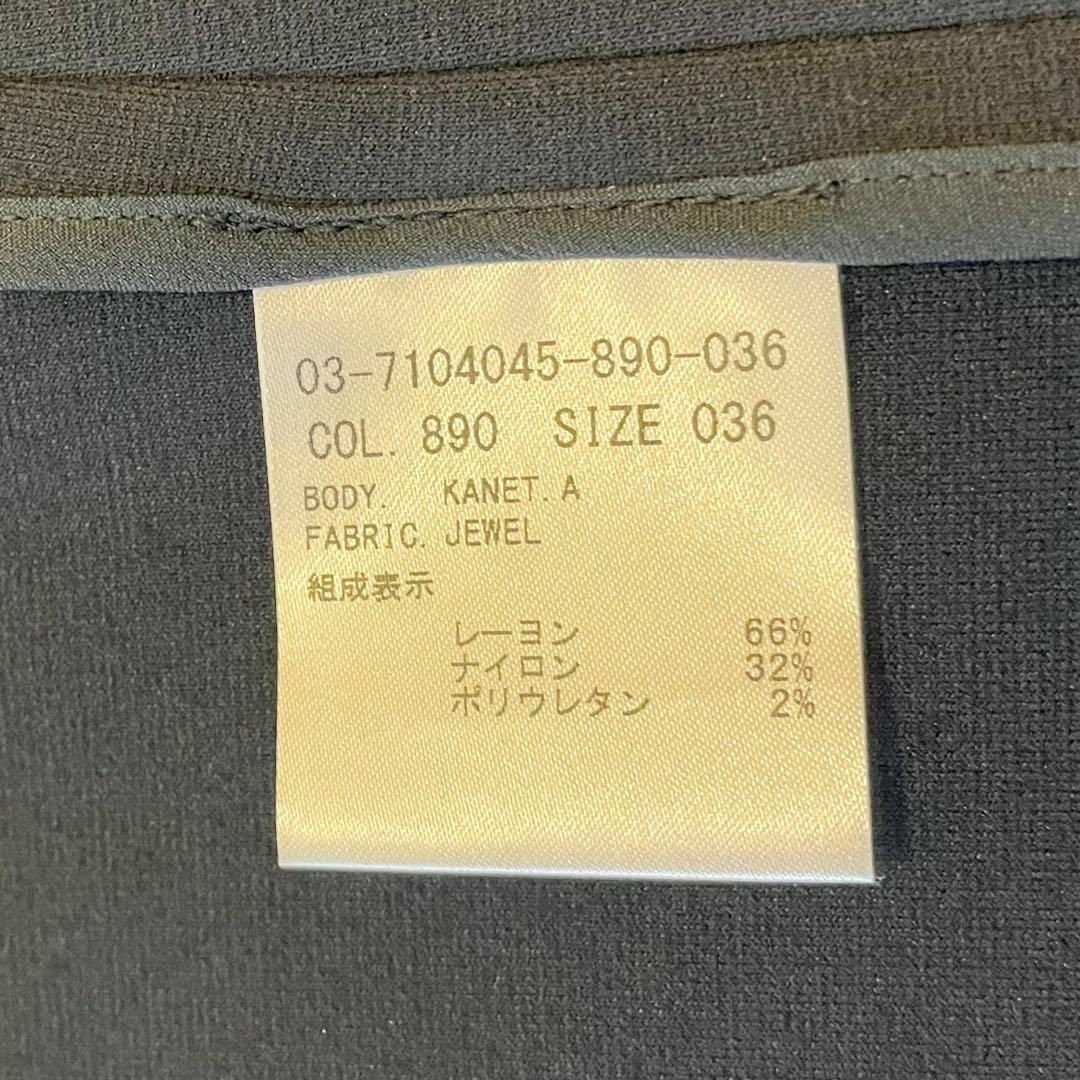 03-7104045-890-036
COL. 890 SIZE 036
BODY. KANET. A
FABRIC. JEWEL
組成表示
レーヨン 66%
ナイロン 32%
ポリウレタン 2%